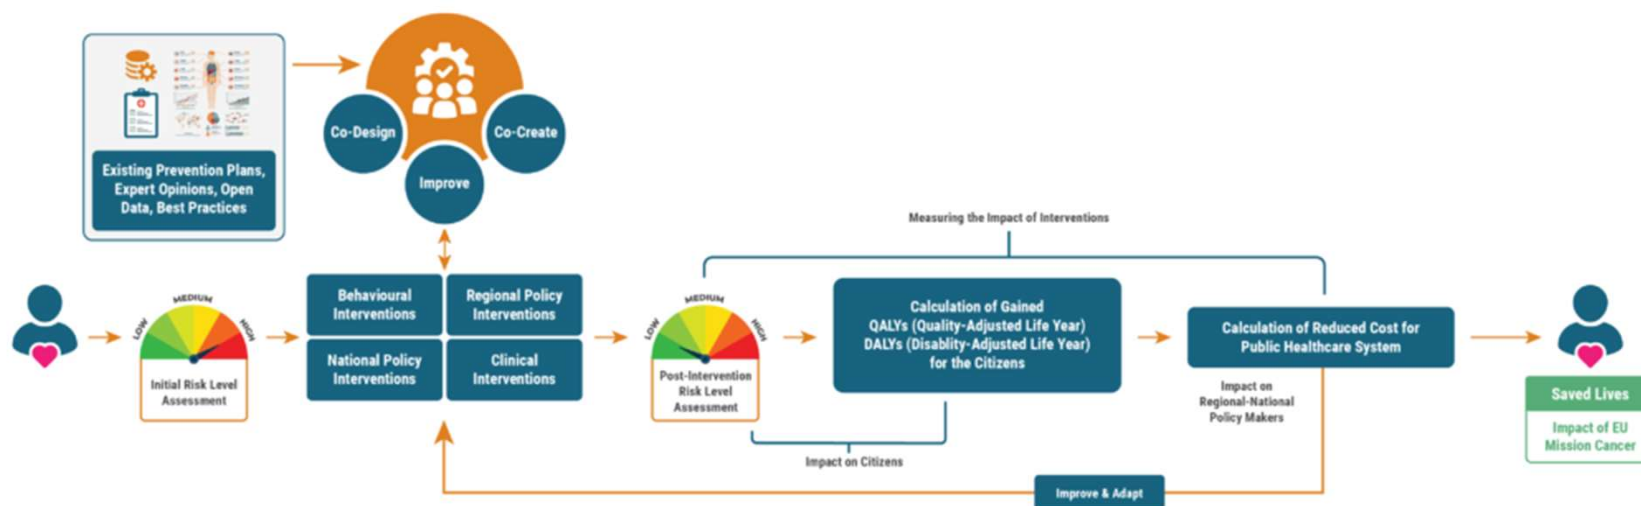 Existing Prevention Plans,
Expert Opinions, Open
Data, Best Practices
Co-Design
Co-Create
Improve
LOW
MEDIUM
HIGH
Initial Risk Level
Assessment
Behavioural
Interventions
Regional Policy
Interventions
National Policy
Interventions
Clinical
Interventions
LOW
MEDIUM
HIGH
Post-Intervention
Risk Level
Assessment
Measuring the Impact of Interventions
Calculation of Gained
QALYs (Quality-Adjusted Life Year)
DALYs (Disablity-Adjusted Life Year)
for the Citizens
Impact on Citizens
Calculation of Reduced Cost for
Public Healthcare System
Impact on
Regional-National
Policy Makers
Improve & Adapt
Saved Lives
Impact of EU
Mission Cancer